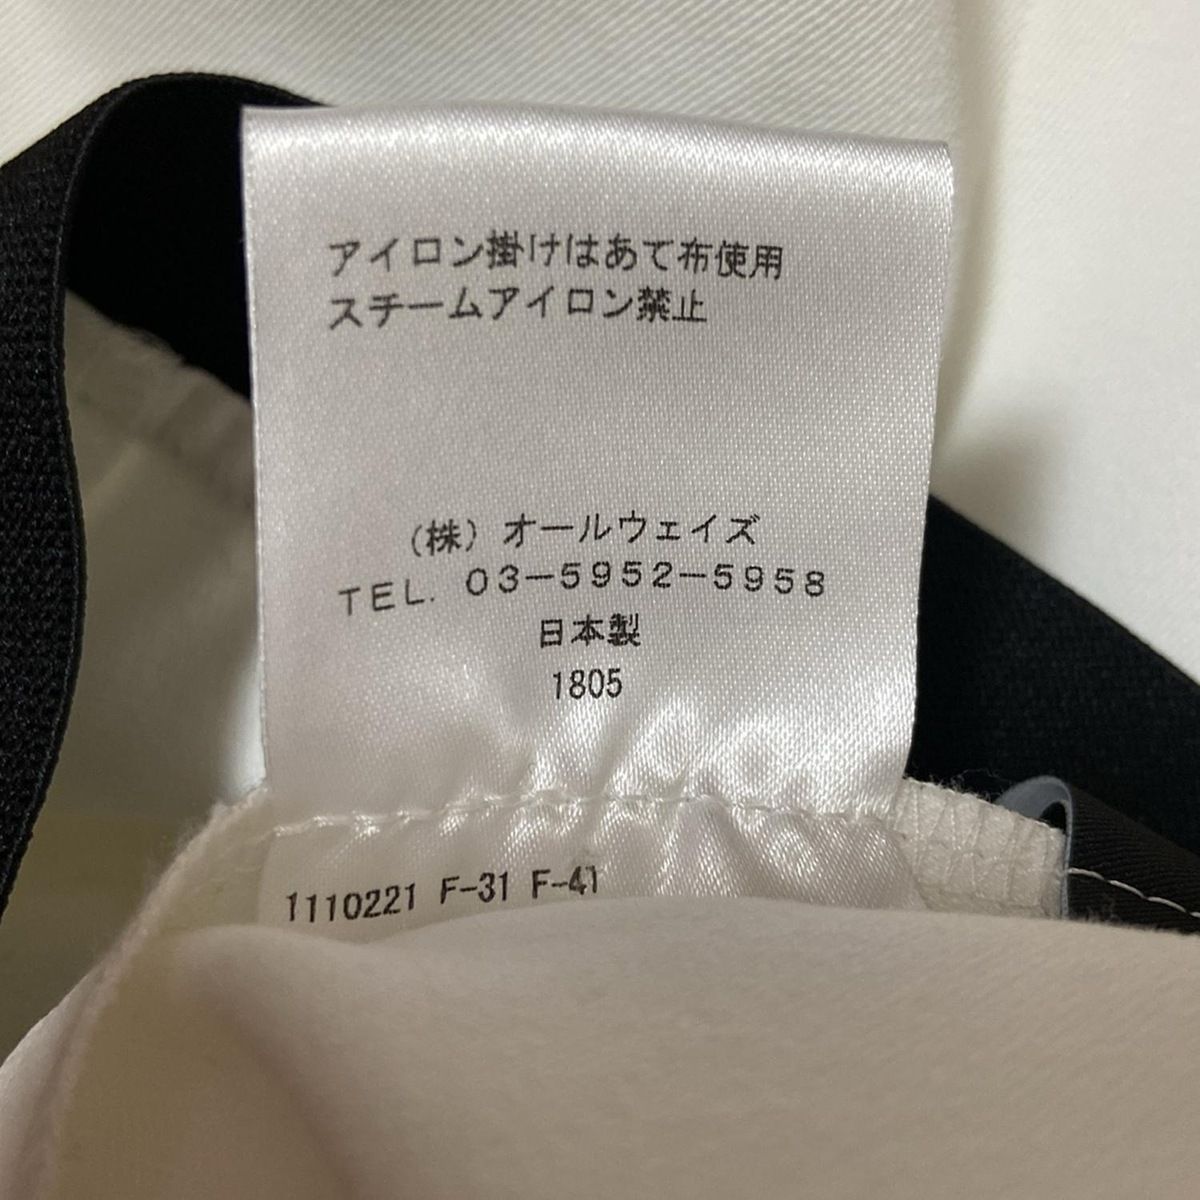 アイロン掛けはあて布使用
スチームアイロン禁止
(株)オールウェイズ
TEL. 03-5952-5958
日本製
1805
1110221 F-31 F-41